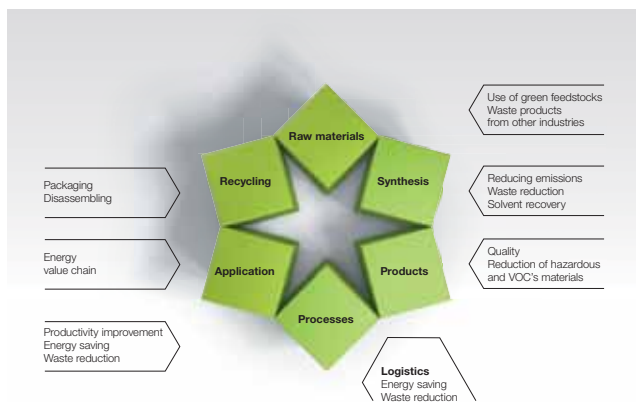 Raw materials
Synthesis
Products
Processes
Application
Recycling
Use of green feedstocks
Waste products
from other industries
Reducing emissions
Waste reduction
Solvent recovery
Quality
Reduction of hazardous
and VOC's materials
Logistics
Energy saving
Waste reduction
Productivity improvement
Energy saving
Waste reduction
Energy
value chain
Packaging
Disassembling